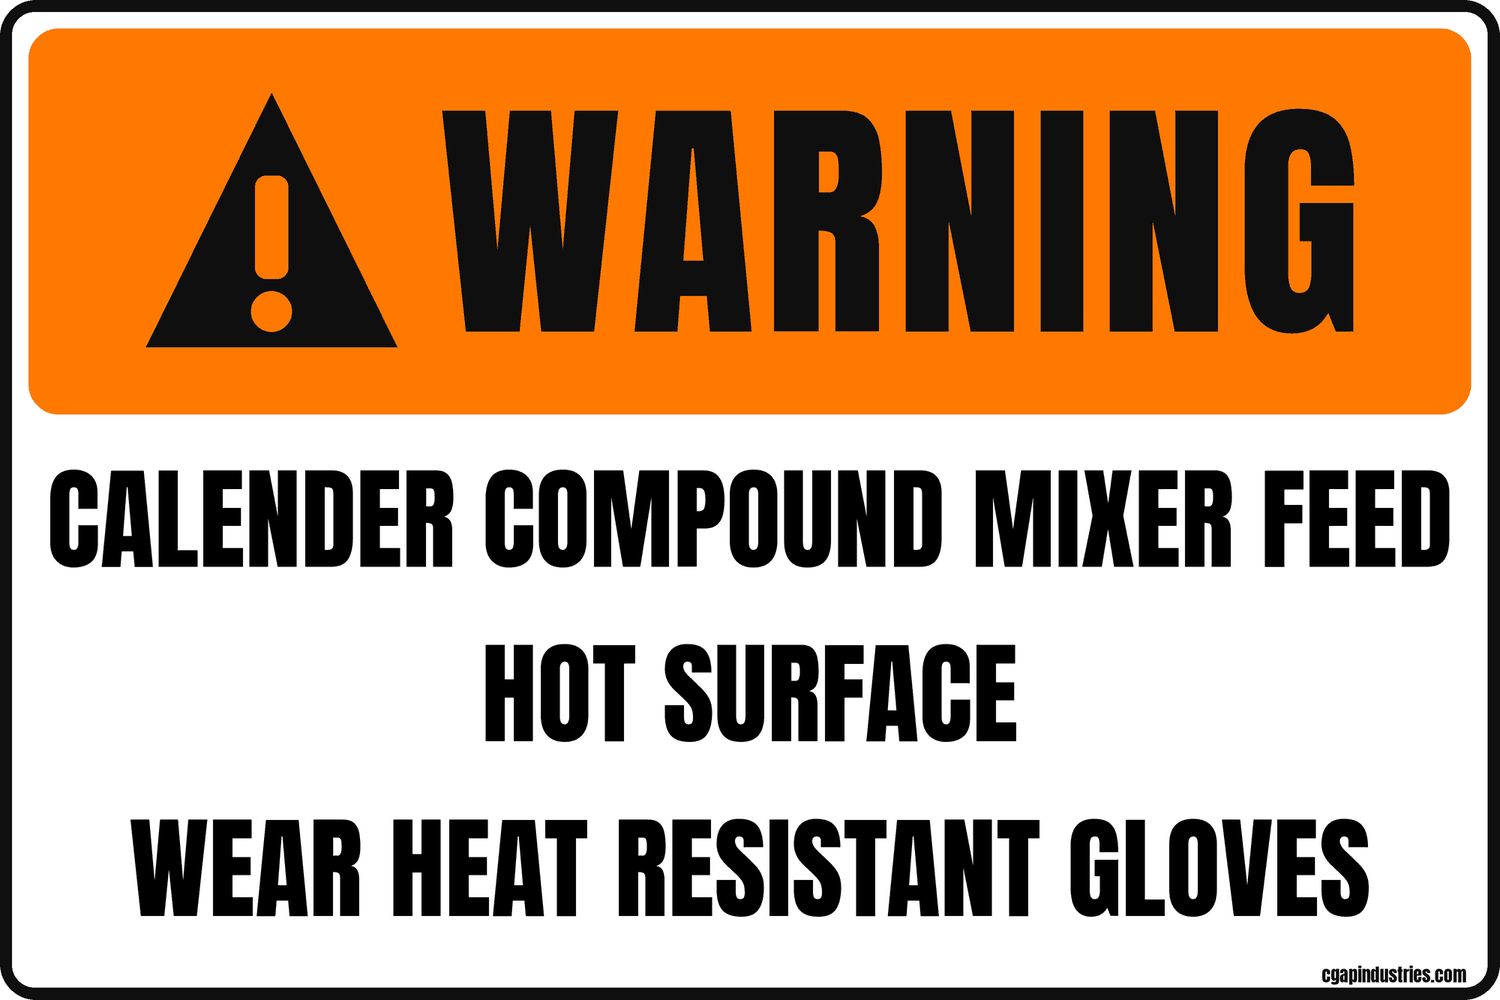 WARNING
CALENDER COMPOUND MIXER FEED
HOT SURFACE
WEAR HEAT RESISTANT GLOVES
cgapindustries.com